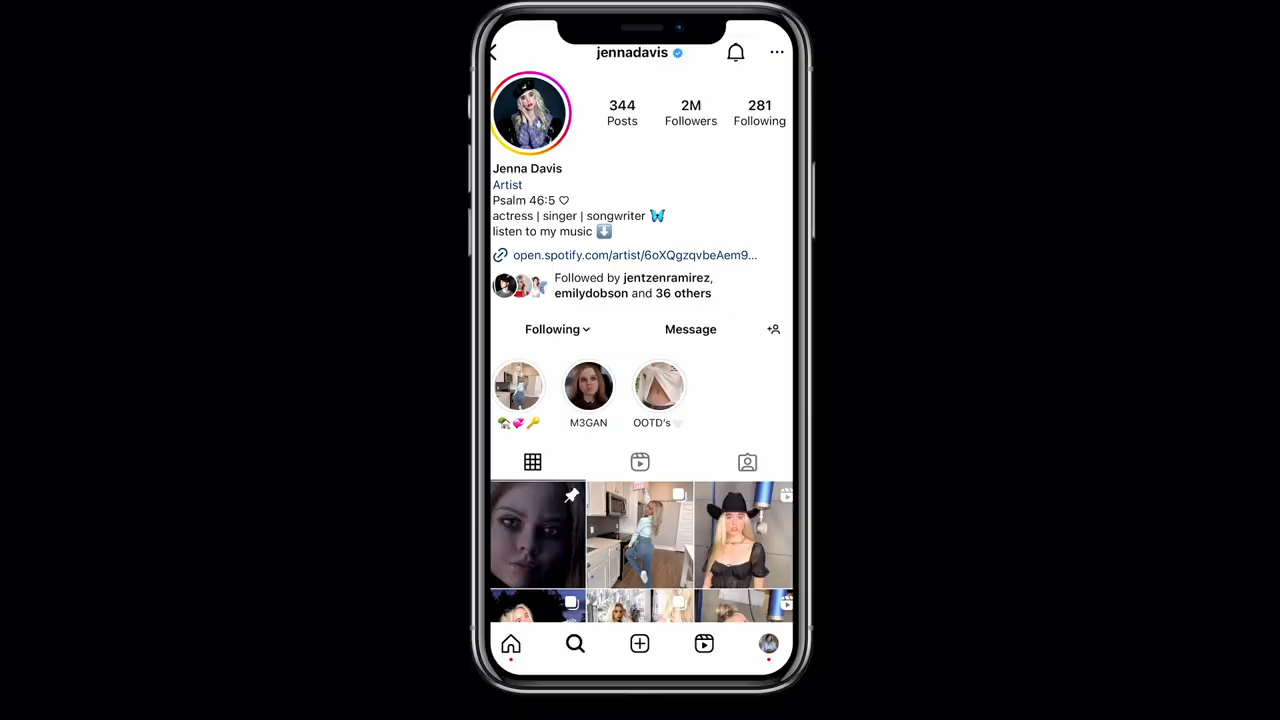 jennadavis
344 2M 281
Posts Followers Following
Jenna Davis
Artist
Psalm 46:5 ♡
actress | singer | songwriter 🦋
listen to my music ⬇️
open.spotify.com/artist/6oXQgzqvbeAem9...
Followed by jentzenramirez,
emilydobson and 36 others
Following Message
🏡💞🔑 M3GAN OOTD's🤍